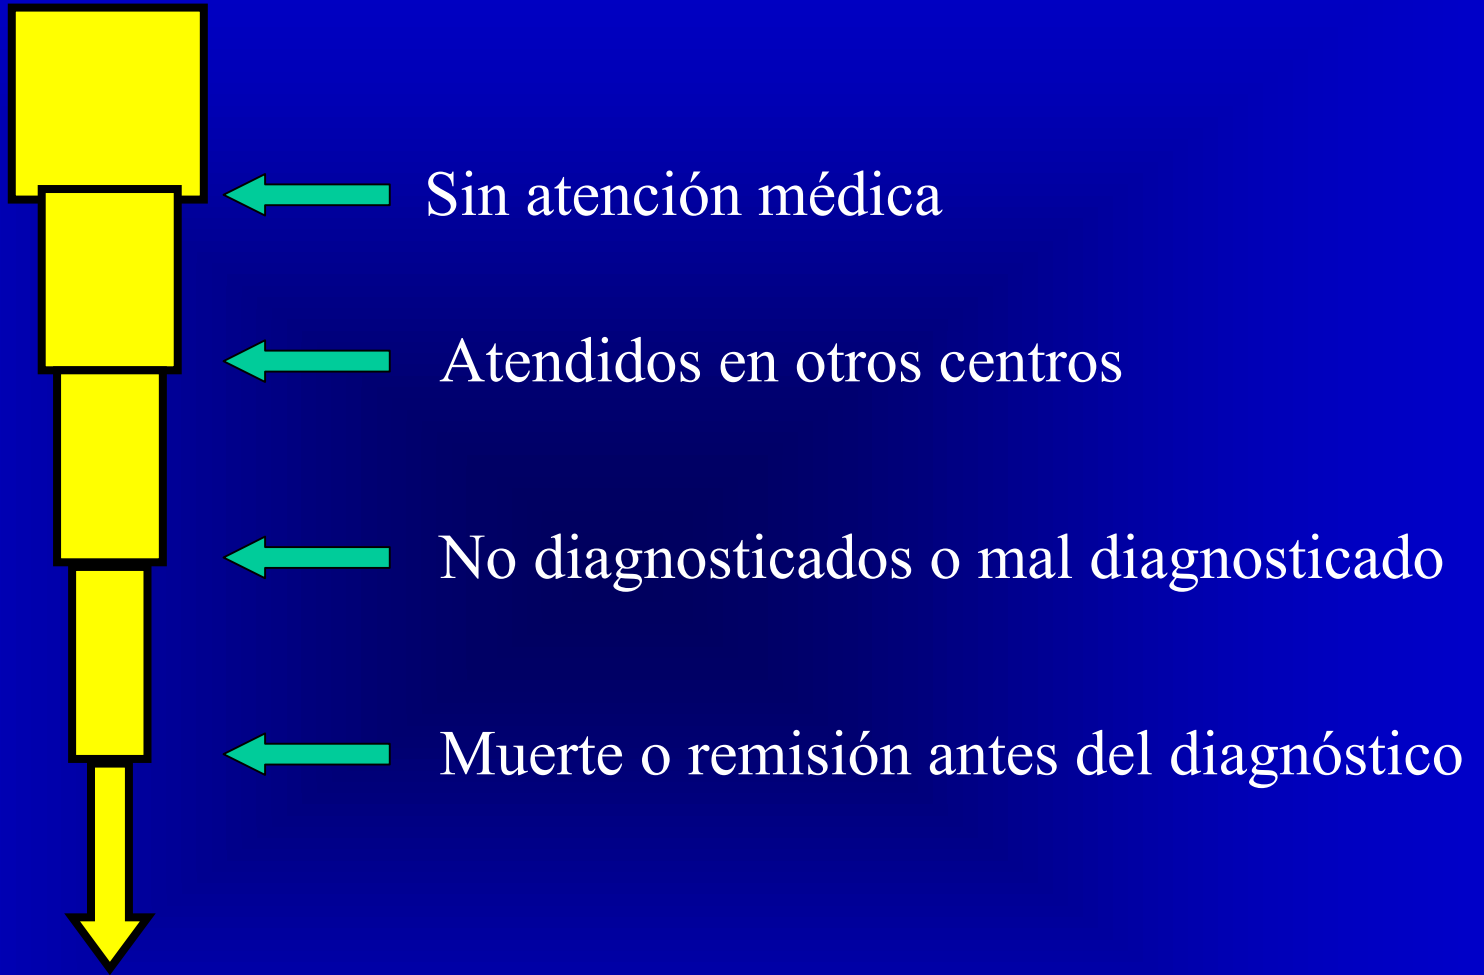 Sin atención médica
Atendidos en otros centros
No diagnosticados o mal diagnosticado
Muerte o remisión antes del diagnóstico